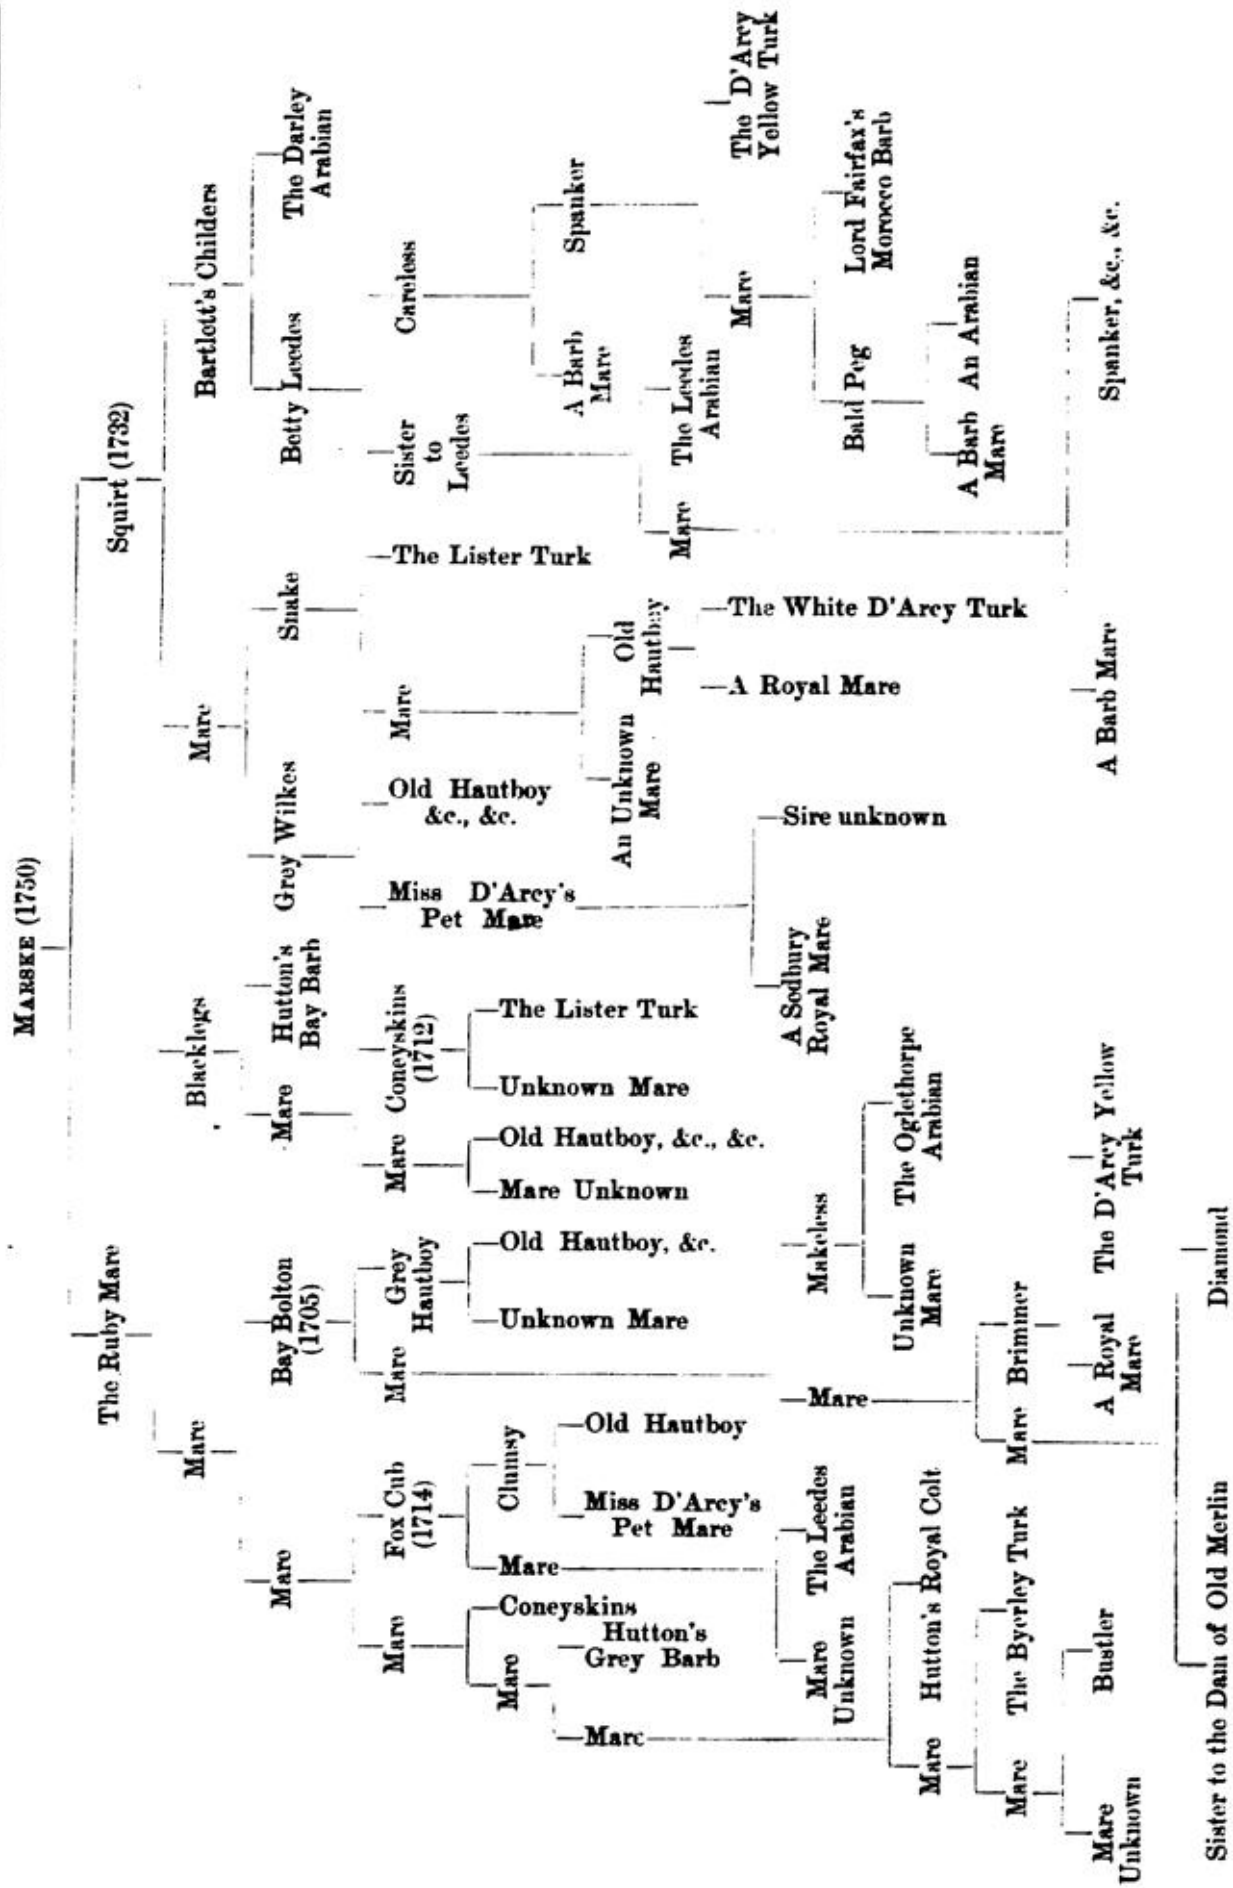 MARSKE (1750)
The Ruby Mare
Squirt (1732)
Mare
Blacklegs
Mare
Bartlett's Childers
Mare
Bay Bolton
(1705)
Mare
Hutton's
Bay Barb
Grey Wilkes
Snake
Betty Leedes
The Darley
Arabian
Mare
Fox Cub
(1714)
Mare
Grey
Hautboy
Mare
Coneyskins
(1712)
Miss D'Arcy's
Pet Mare
Old Hautboy
&c., &c.
Mare
The Lister Turk
Sister
to
Leedes
Careless
Mare
Coneyskins
Mare
Clumsy
Unknown Mare
Old Hautboy, &c.
Mare Unknown
Old Hautboy, &c., &c.
Unknown Mare
The Lister Turk
A Barb
Mare
Spanker
Mare
Hutton's
Grey Barb
Miss D'Arcy's
Pet Mare
Old Hautboy
An Unknown
Mare
Old
Hautboy
Mare
The Leedes
Arabian
Mare
The D'Arcy
Yellow Turk
A Royal Mare
The White D'Arcy Turk
Mare
Unknown
The Leedes
Arabian
Mare
Makeless
A Sedbury
Royal Mare
Sire unknown
Bald Peg
Lord Fairfax's
Morocco Barb
Mare
Hutton's Royal Colt
Unknown
Mare
The Oglethorpe
Arabian
A Barb
Mare
An Arabian
Mare
The Byerley Turk
Mare
Brimmer
Mare
Unknown
Bustler
A Royal
Mare
The D'Arcy Yellow
Turk
A Barb Mare
Spanker, &c., &c.
Sister to the Dam of Old Merlin
Diamond